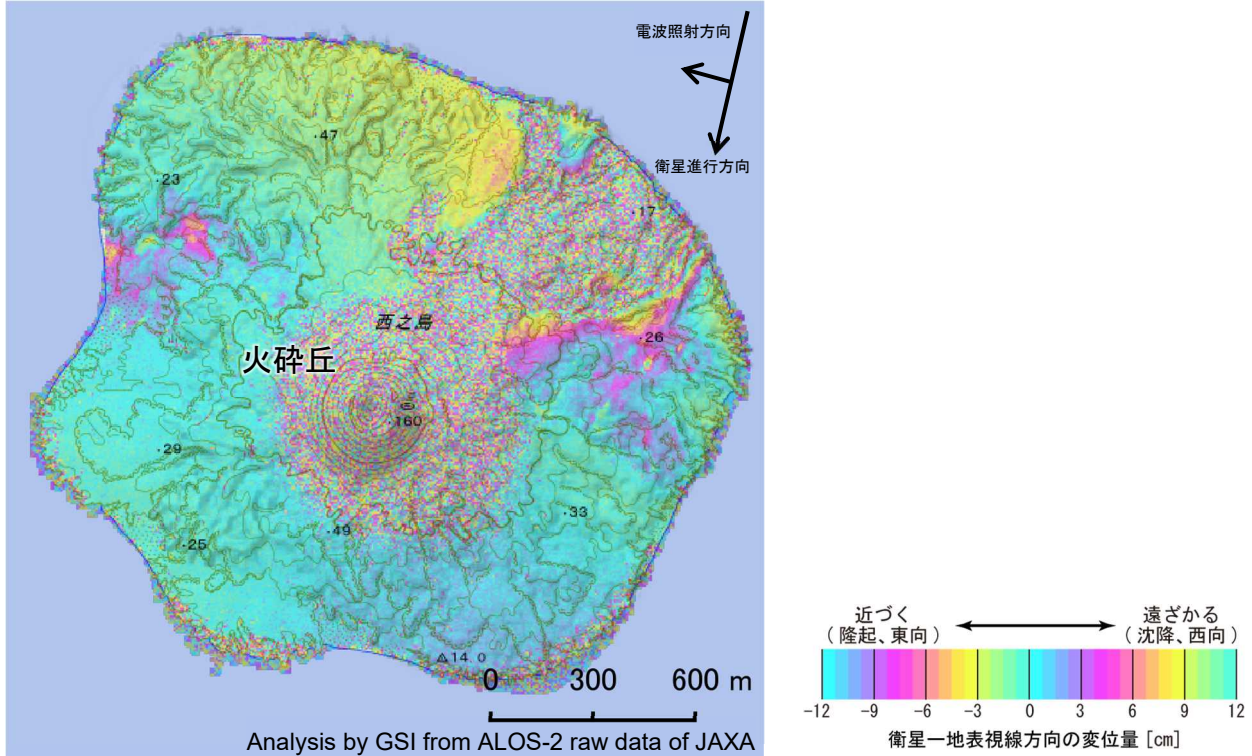 電波照射方向
衛星進行方向
・47
・23
・17
西之島
・26
火砕丘
・160
・29
・33
・49
・25
△14.0
0 300 600 m
Analysis by GSI from ALOS-2 raw data of JAXA
近づく
(隆起、東向)
遠ざかる
(沈降、西向)
-12 -9 -6 -3 0 3 6 9 12
衛星－地表視線方向の変位量 [cm]